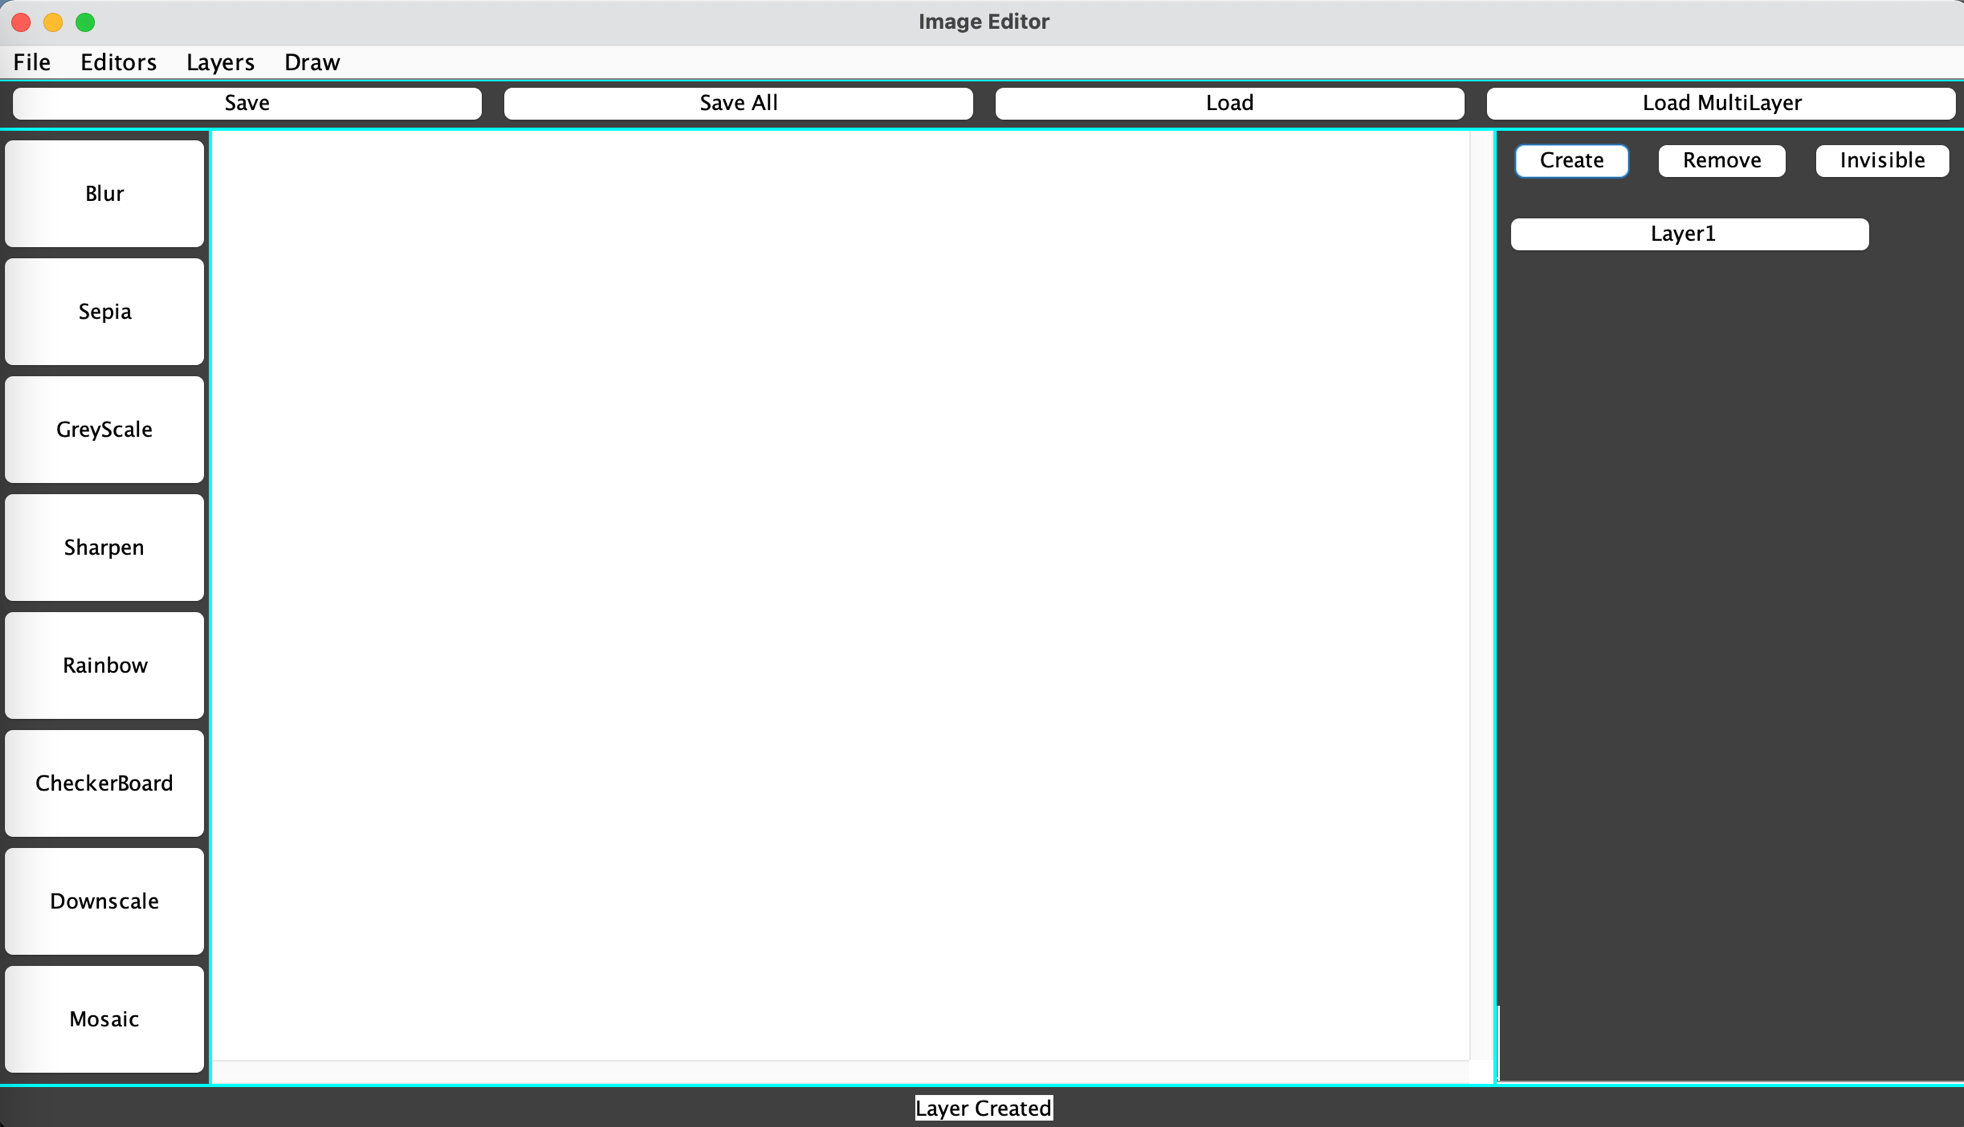 Image Editor
File Editors Layers Draw
Save Save All Load Load MultiLayer
Create Remove Invisible
Layer1
Blur
Sepia
GreyScale
Sharpen
Rainbow
CheckerBoard
Downscale
Mosaic
Layer Created